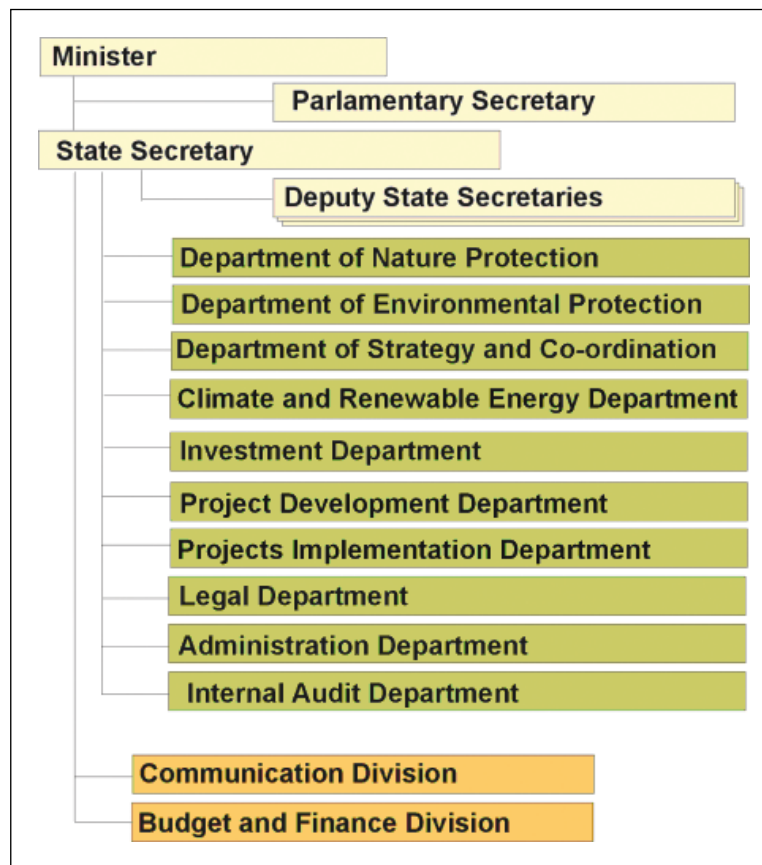 Minister
Parlamentary Secretary
State Secretary
Deputy State Secretaries
Department of Nature Protection
Department of Environmental Protection
Department of Strategy and Co-ordination
Climate and Renewable Energy Department
Investment Department
Project Development Department
Projects Implementation Department
Legal Department
Administration Department
Internal Audit Department
Communication Division
Budget and Finance Division